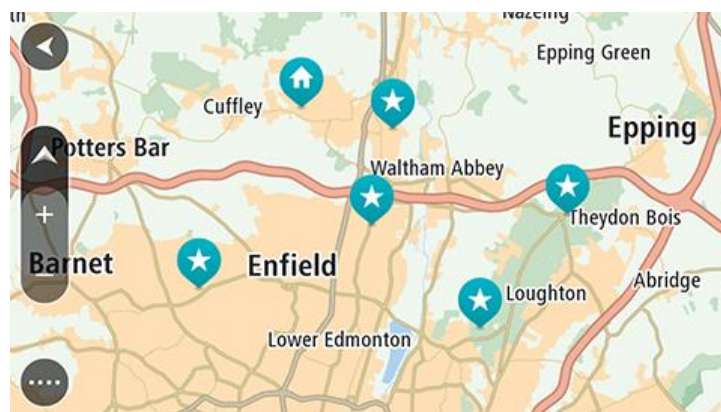 Nazeing
Epping Green
Cuffley
Epping
Potters Bar
Waltham Abbey
Theydon Bois
Barnet
Enfield
Loughton
Abridge
Lower Edmonton